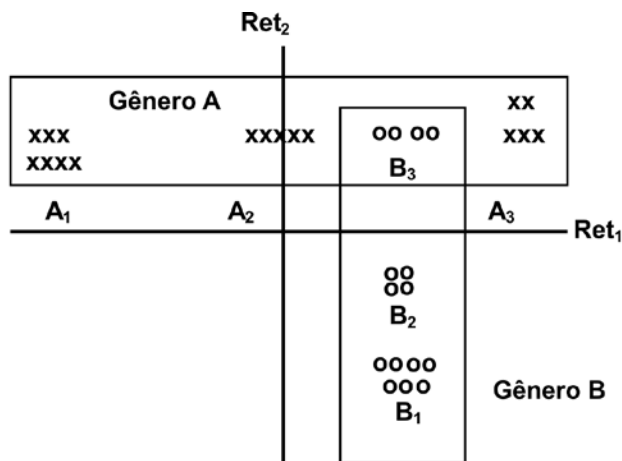 Ret₂
Gênero A
xx
xxx xxxxx oo oo xxx
xxxx
B₃
A₁ A₂ A₃
Ret₁
oo
oo
B₂
oooo
ooo
Gênero B
B₁